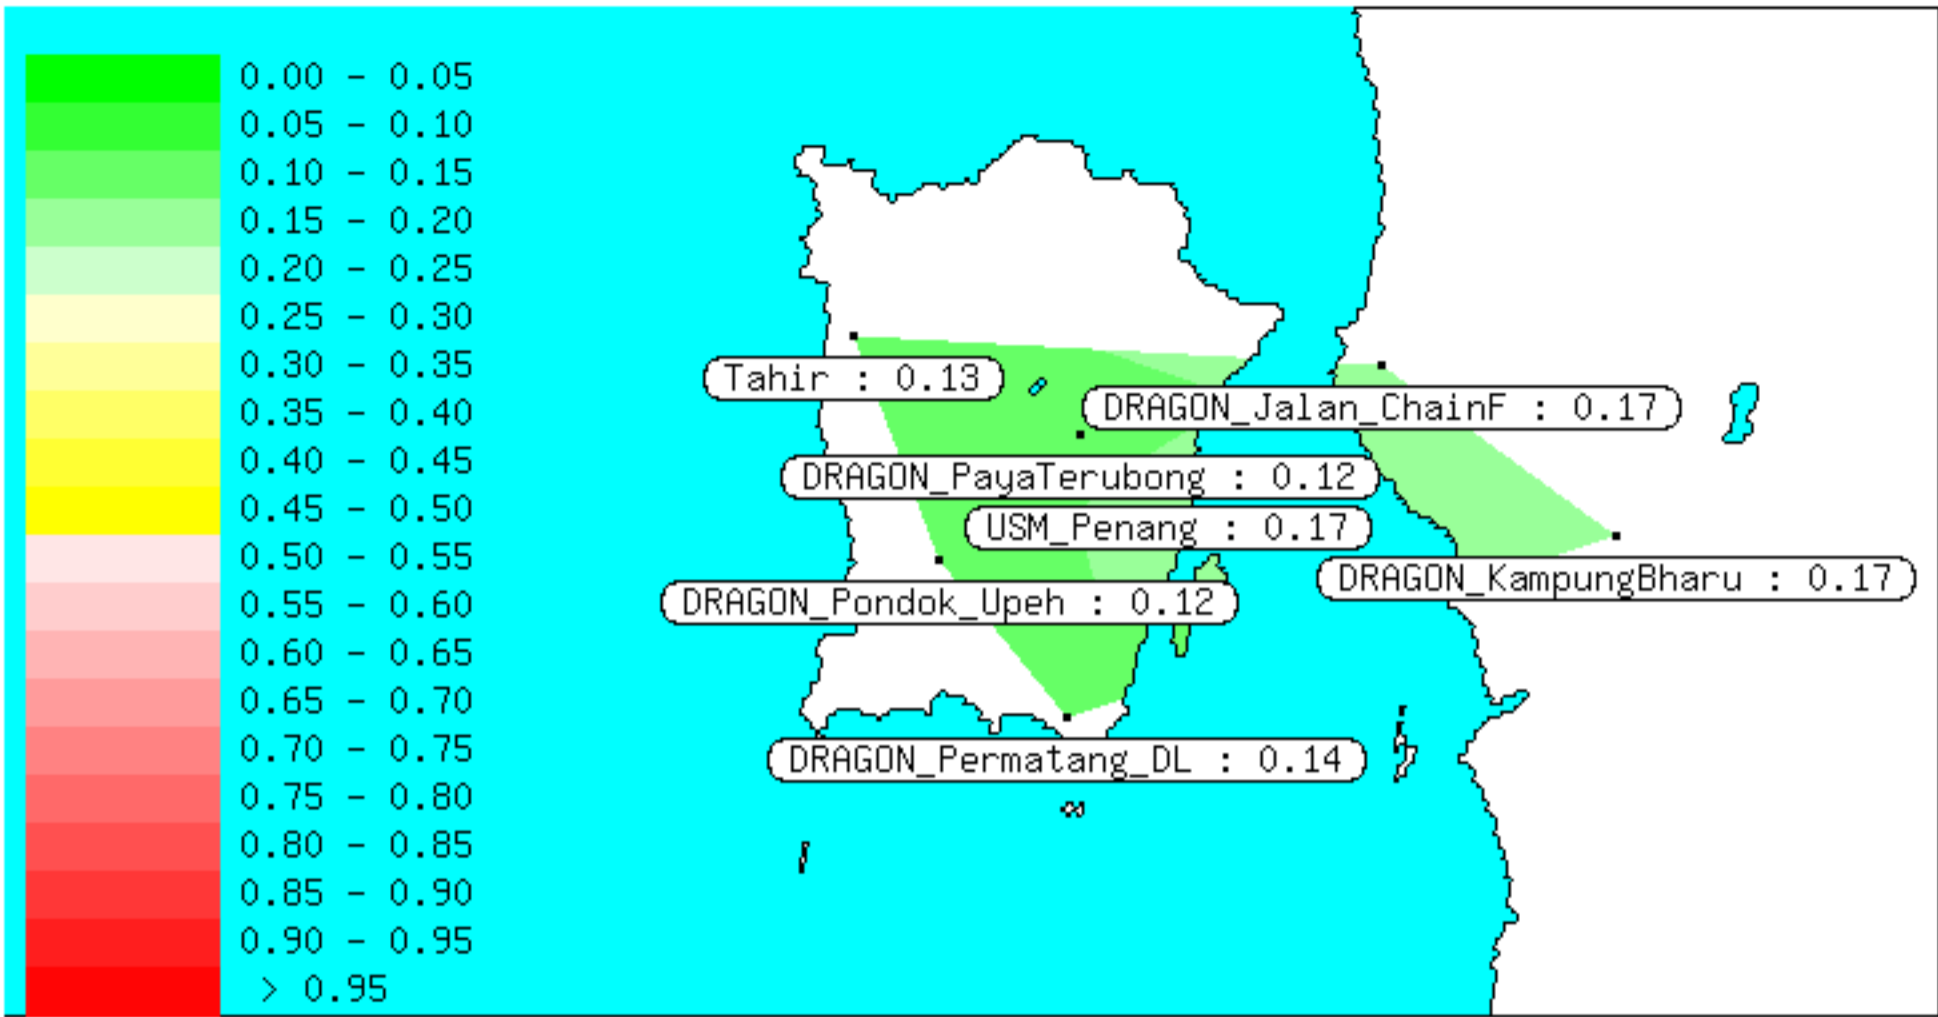 0.00 - 0.05
0.05 - 0.10
0.10 - 0.15
0.15 - 0.20
0.20 - 0.25
0.25 - 0.30
0.30 - 0.35
0.35 - 0.40
0.40 - 0.45
0.45 - 0.50
0.50 - 0.55
0.55 - 0.60
0.60 - 0.65
0.65 - 0.70
0.70 - 0.75
0.75 - 0.80
0.80 - 0.85
0.85 - 0.90
0.90 - 0.95
> 0.95
Tahir : 0.13
DRAGON_Jalan_ChainF : 0.17
DRAGON_PayaTerubong : 0.12
USM_Penang : 0.17
DRAGON_KampungBharu : 0.17
DRAGON_Pondok_Upeh : 0.12
DRAGON_Permatang_DL : 0.14